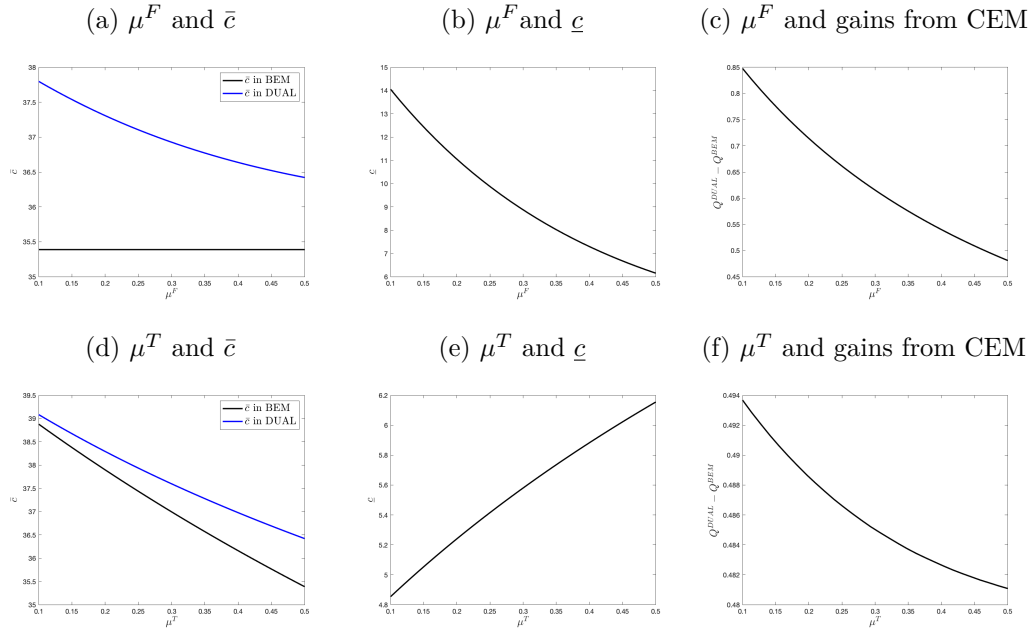 (a) μ^F and c̄
(b) μ^F and c̲
(c) μ^F and gains from CEM
38
37.5
37
36.5
36
35.5
35
c̄
c̄ in BEM
c̄ in DUAL
0.1 0.15 0.2 0.25 0.3 0.35 0.4 0.45 0.5
μ^F
15
14
13
12
11
10
9
8
7
6
c̲
0.1 0.15 0.2 0.25 0.3 0.35 0.4 0.45 0.5
μ^F
0.85
0.8
0.75
0.7
0.65
0.6
0.55
0.5
0.45
Q^DUAL − Q^BEM
0.1 0.15 0.2 0.25 0.3 0.35 0.4 0.45 0.5
μ^F
(d) μ^T and c̄
(e) μ^T and c̲
(f) μ^T and gains from CEM
39.5
39
38.5
38
37.5
37
36.5
36
35.5
35
c̄
c̄ in BEM
c̄ in DUAL
0.1 0.15 0.2 0.25 0.3 0.35 0.4 0.45 0.5
μ^T
6.2
6
5.8
5.6
5.4
5.2
5
4.8
c̲
0.1 0.15 0.2 0.25 0.3 0.35 0.4 0.45 0.5
μ^T
0.494
0.492
0.49
0.488
0.486
0.484
0.482
0.48
Q^DUAL − Q^BEM
0.1 0.15 0.2 0.25 0.3 0.35 0.4 0.45 0.5
μ^T